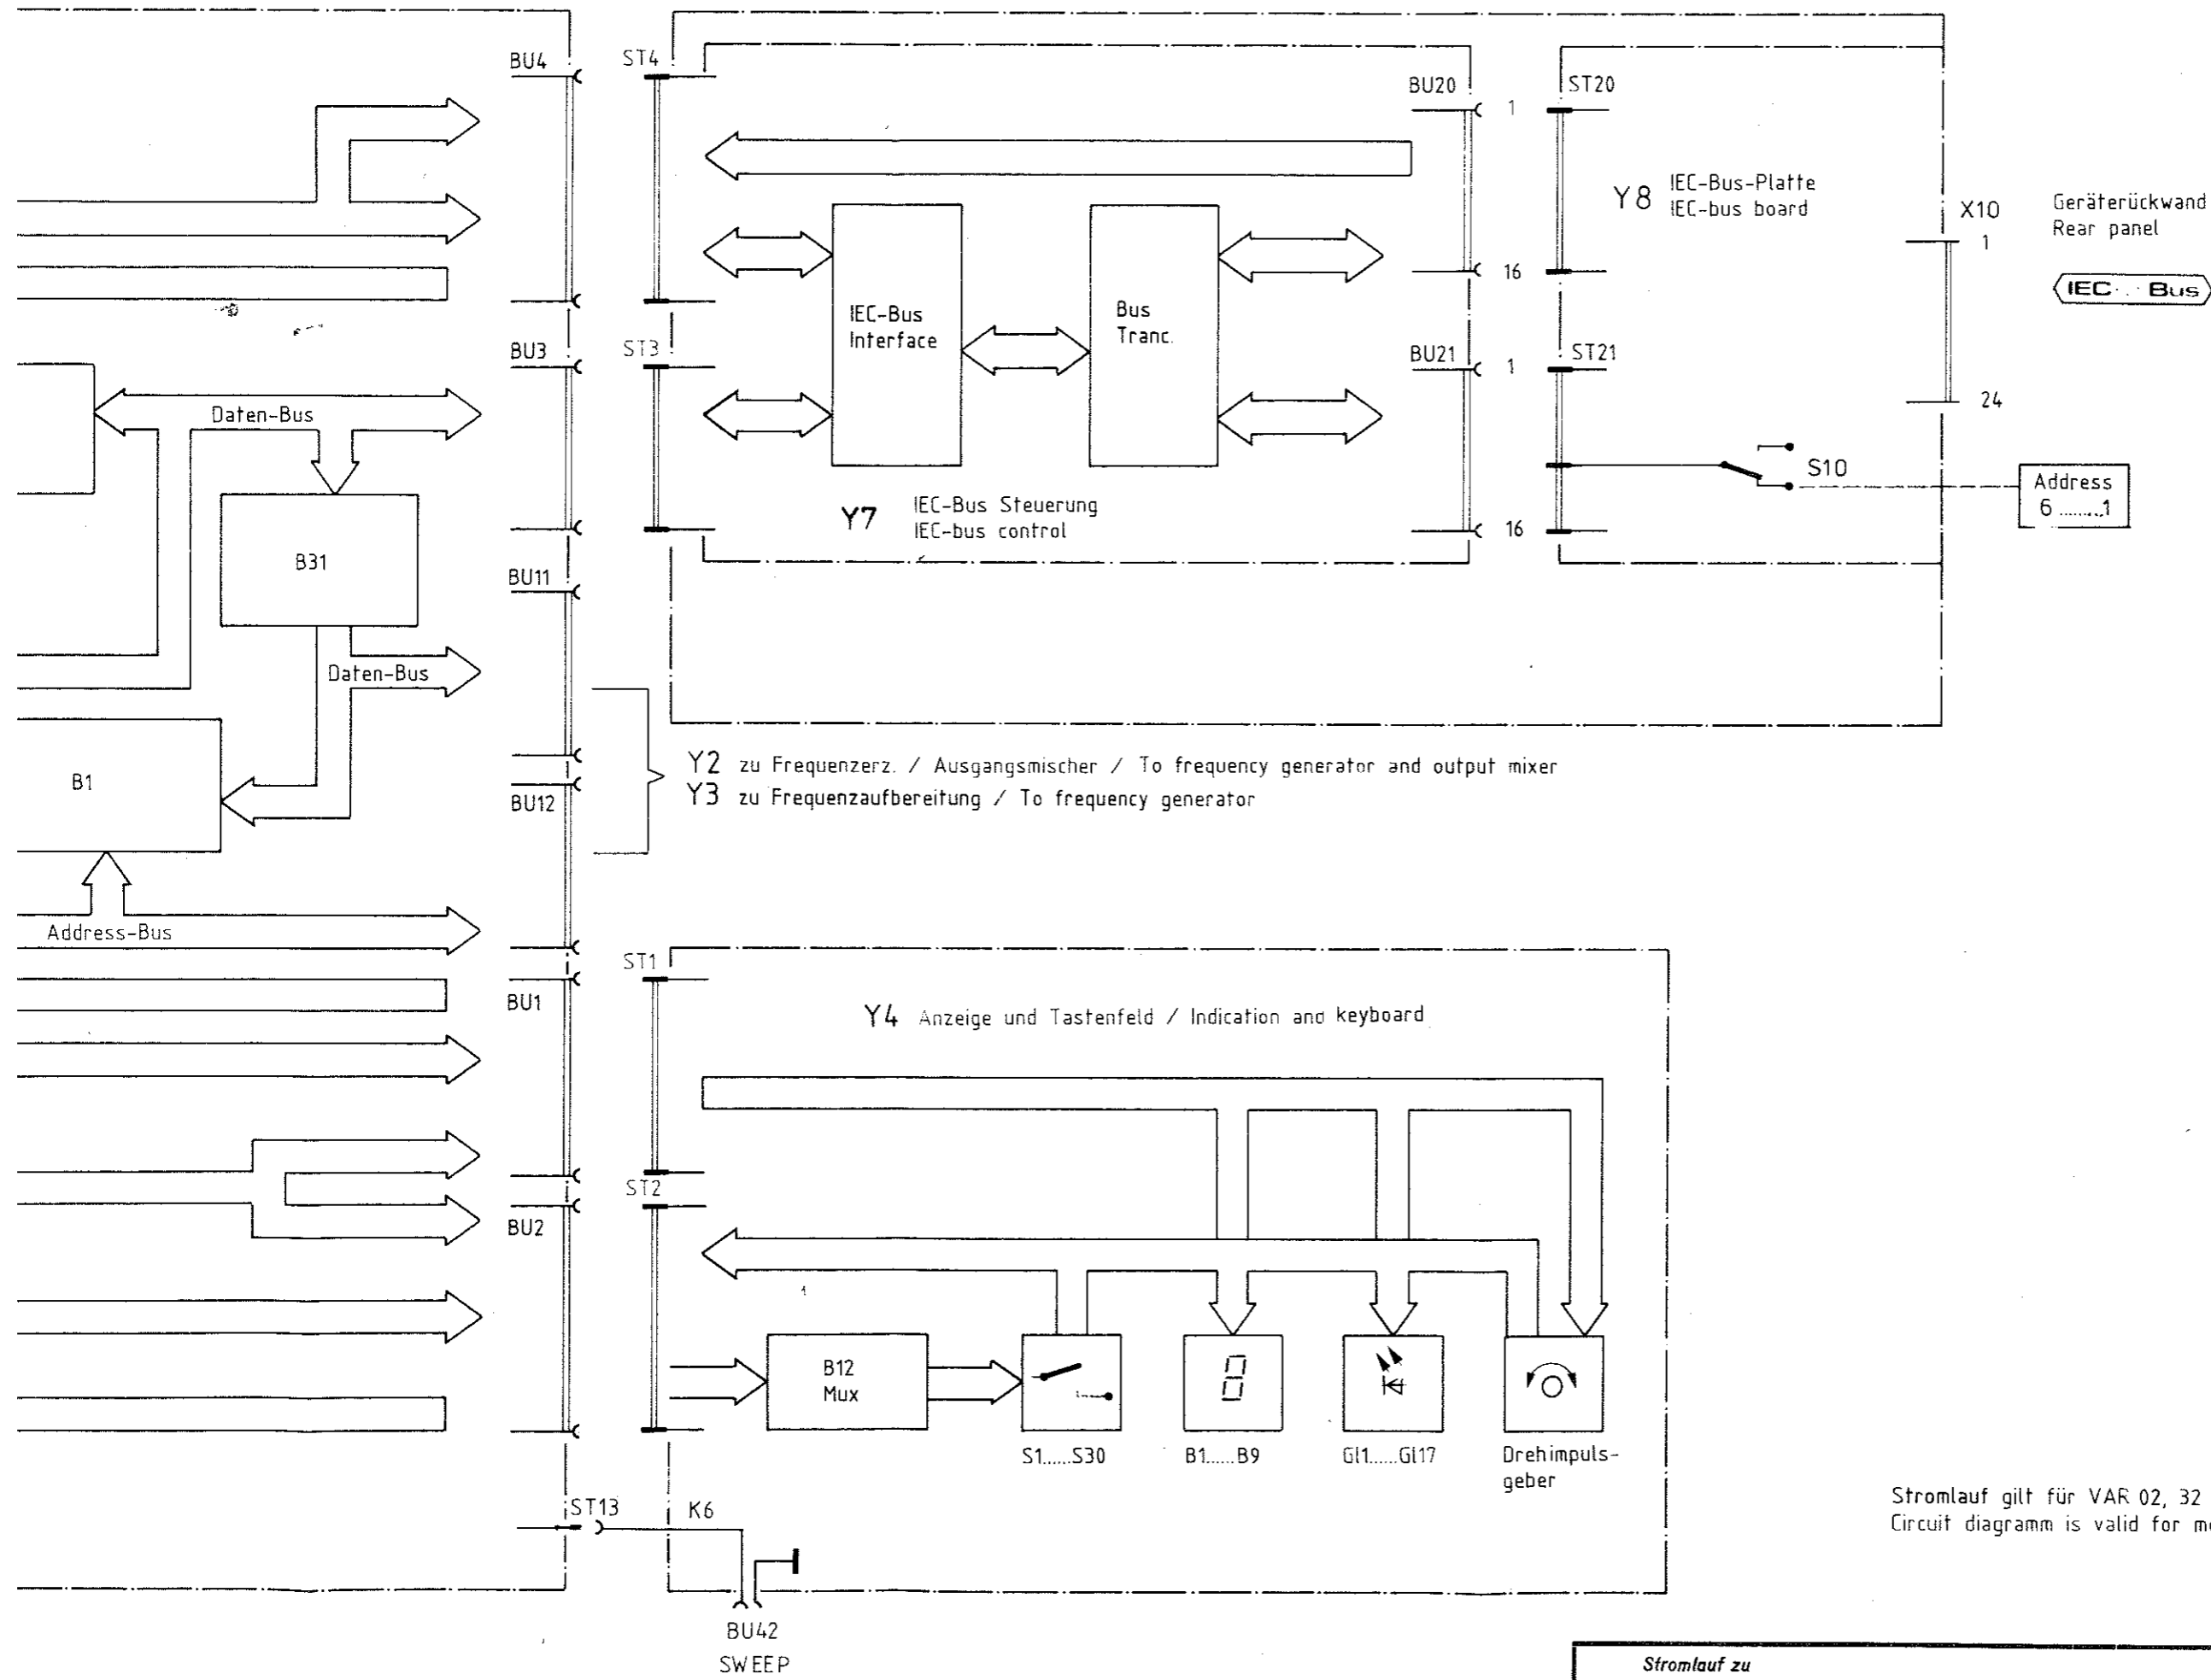 BU4
ST4
BU20
1
ST20
Y8
IEC-Bus-Platte
IEC-bus board
X10
1
Geräterückwand
Rear panel
IEC Bus
16
IEC-Bus
Interface
Bus
Tranc.
BU3
ST3
BU21
1
ST21
24
Daten-Bus
S10
Address
6 ........1
Y7
IEC-Bus Steuerung
IEC-bus control
16
B31
BU11
Daten-Bus
B1
BU12
Y2 zu Frequenzerz. / Ausgangsmischer / To frequency generator and output mixer
Y3 zu Frequenzaufbereitung / To frequency generator
Address-Bus
ST1
BU1
Y4 Anzeige und Tastenfeld / Indication and keyboard
ST2
BU2
B12
Mux
S1......S30
B1......B9
Gl1......Gl17
Drehimpuls-
geber
ST13
K6
Stromlauf gilt für VAR 02, 32
Circuit diagramm is valid for m
BU42
SWEEP
Stromlauf zu